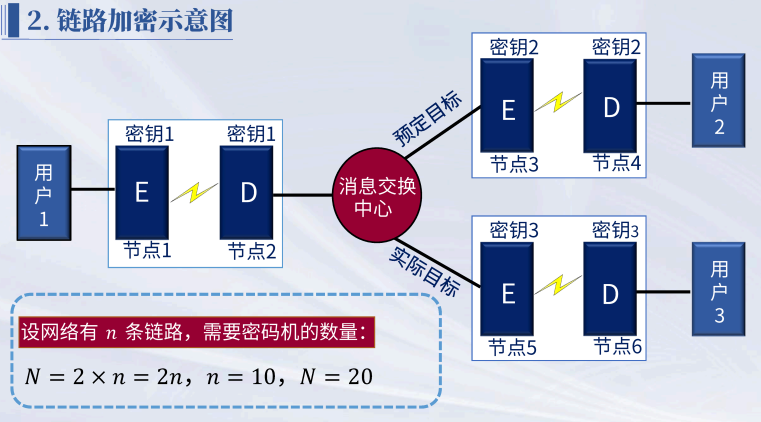 2. 链路加密示意图
密钥1 密钥1
用户1
E D
节点1 节点2
消息交换
中心
预定目标
实际目标
密钥2 密钥2
E D
节点3 节点4
用户2
密钥3 密钥3
E D
节点5 节点6
用户3
设网络有 n 条链路，需要密码机的数量：
N = 2 × n = 2n，n = 10，N = 20